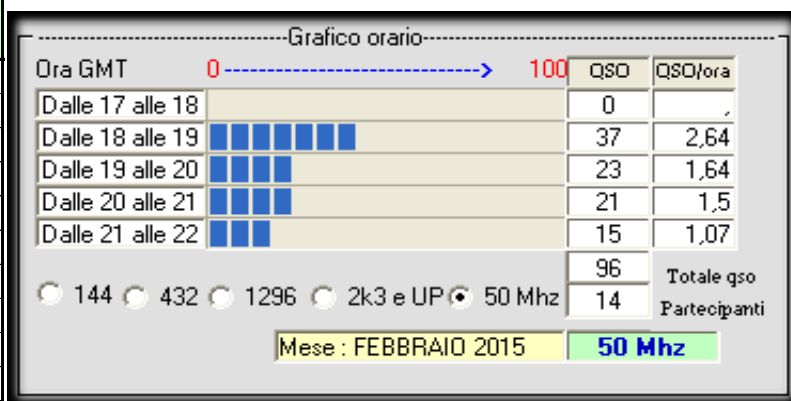 Grafico orario
Ora GMT 0 ------------------------------> 100 QSO QSO/ora
Dalle 17 alle 18 0 ,
Dalle 18 alle 19 37 2,64
Dalle 19 alle 20 23 1,64
Dalle 20 alle 21 21 1,5
Dalle 21 alle 22 15 1,07
96 Totale qso
144 432 1296 2k3 e UP 50 Mhz 14 Partecipanti
Mese : FEBBRAIO 2015 50 Mhz